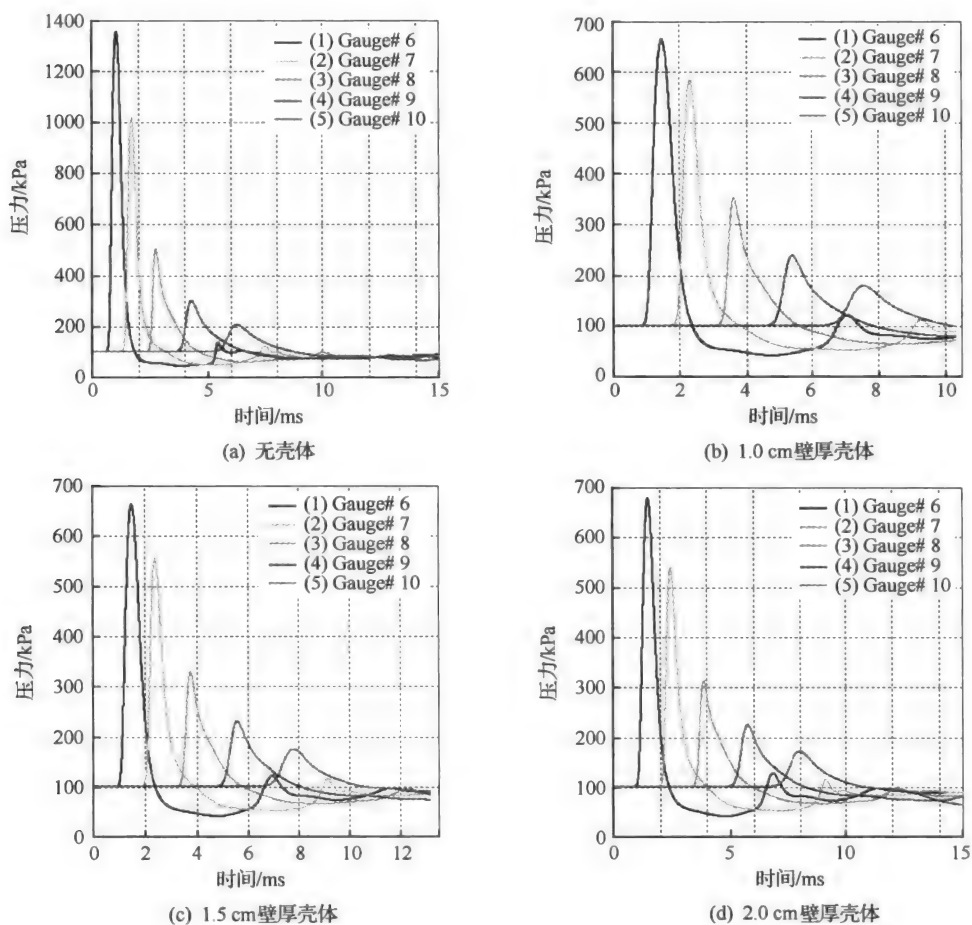 1400
1200
1000
800
600
400
200
0
压力/kPa
(1) Gauge# 6
(2) Gauge# 7
(3) Gauge# 8
(4) Gauge# 9
(5) Gauge# 10
0 5 10 15
时间/ms
(a) 无壳体
700
600
500
400
300
200
100
0
压力/kPa
(1) Gauge# 6
(2) Gauge# 7
(3) Gauge# 8
(4) Gauge# 9
(5) Gauge# 10
0 2 4 6 8 10
时间/ms
(b) 1.0 cm壁厚壳体
700
600
500
400
300
200
100
0
压力/kPa
(1) Gauge# 6
(2) Gauge# 7
(3) Gauge# 8
(4) Gauge# 9
(5) Gauge# 10
0 2 4 6 8 10 12
时间/ms
(c) 1.5 cm壁厚壳体
700
600
500
400
300
200
100
0
压力/kPa
(1) Gauge# 6
(2) Gauge# 7
(3) Gauge# 8
(4) Gauge# 9
(5) Gauge# 10
0 5 10 15
时间/ms
(d) 2.0 cm壁厚壳体